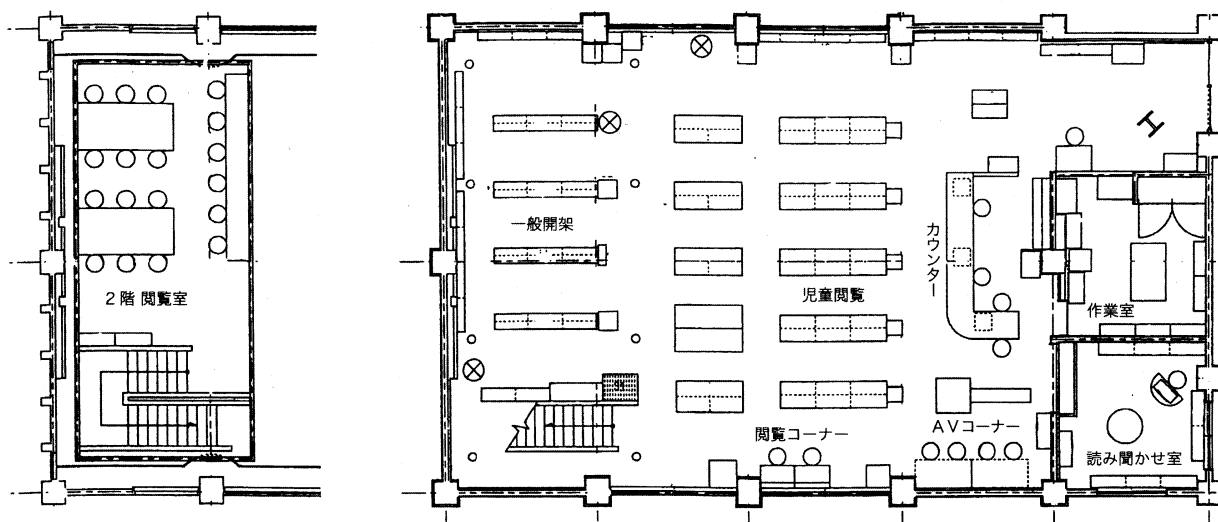 ２階 閲覧室
一般開架
児童閲覧
カウンター
作業室
閲覧コーナー
ＡＶコーナー
読み聞かせ室